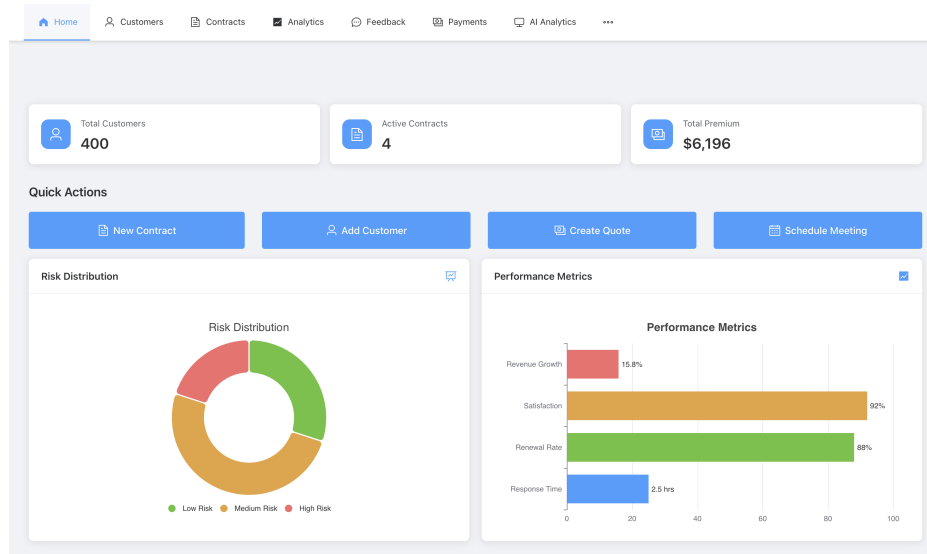 Home Customers Contracts Analytics Feedback Payments AI Analytics •••
Total Customers
400
Active Contracts
4
Total Premium
$6,196
Quick Actions
New Contract Add Customer Create Quote Schedule Meeting
Risk Distribution
Risk Distribution
Low Risk Medium Risk High Risk
Performance Metrics
Performance Metrics
Revenue Growth 15.8%
Satisfaction 92%
Renewal Rate 88%
Response Time 2.5 hrs
0 20 40 60 80 100